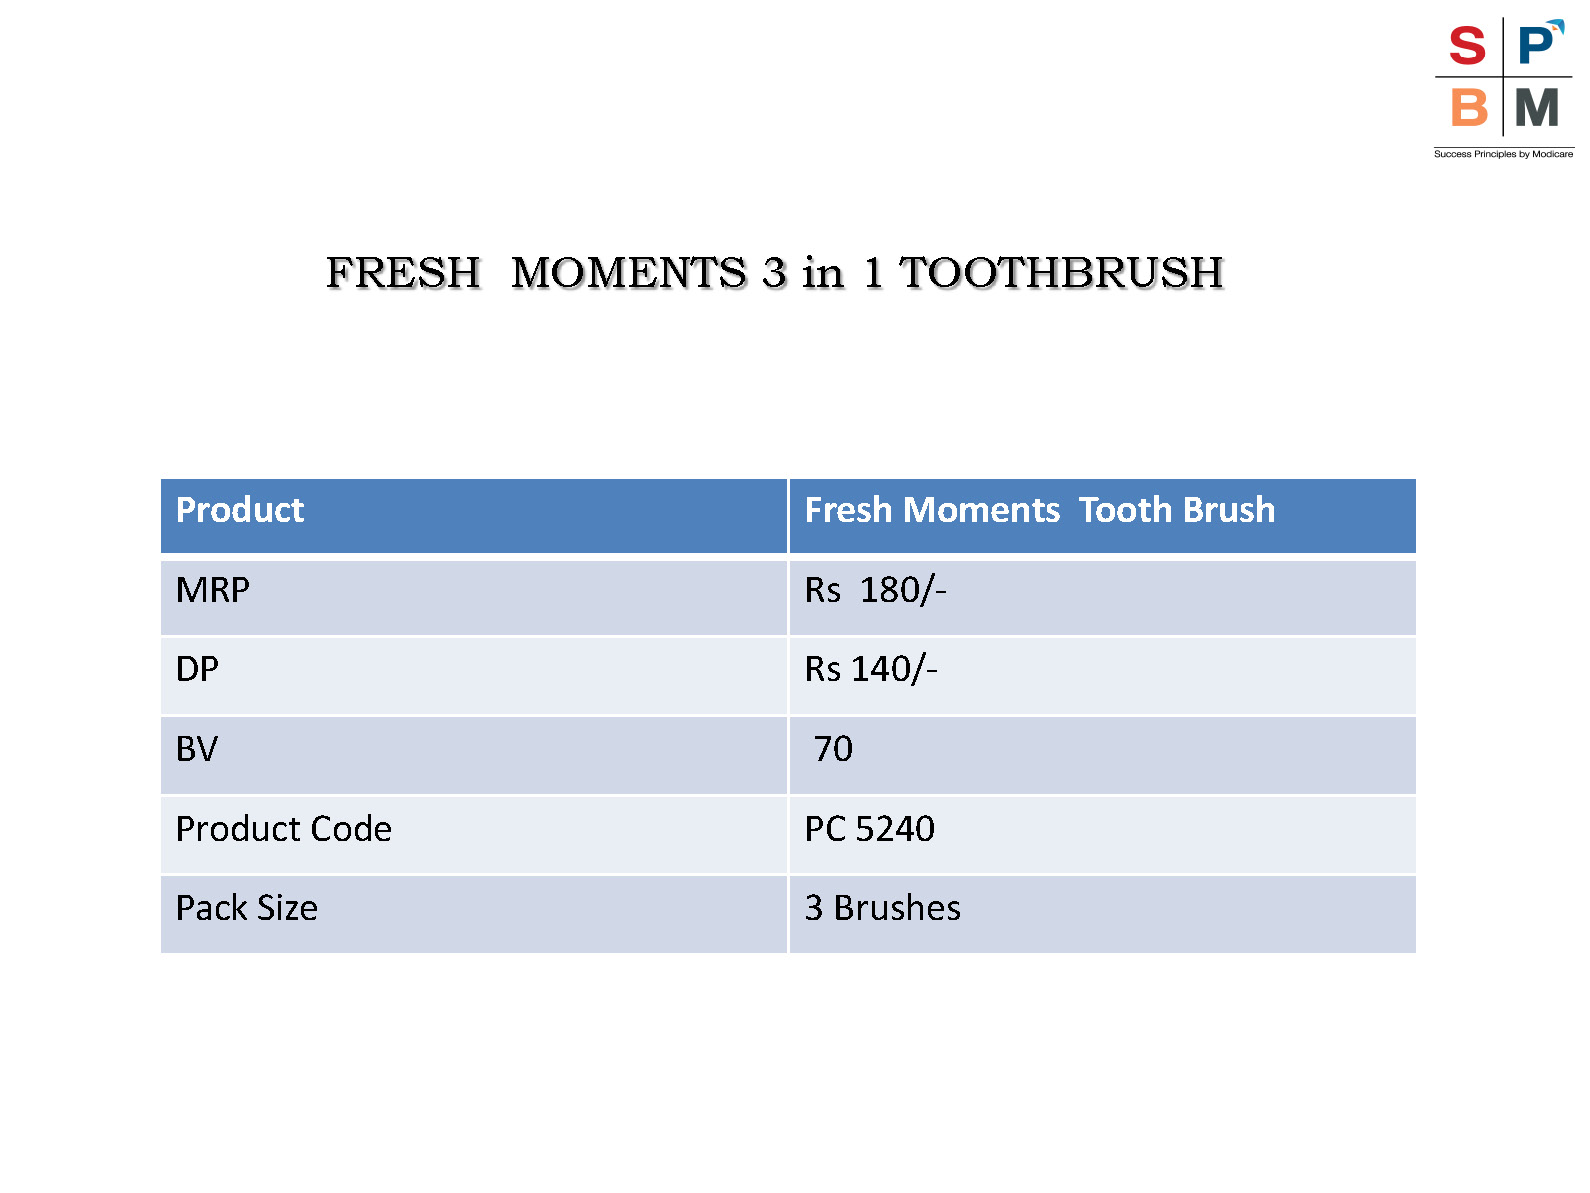 S P
B M
Success Principles by Modicare
FRESH MOMENTS 3 in 1 TOOTHBRUSH
Product Fresh Moments Tooth Brush
MRP Rs 180/-
DP Rs 140/-
BV 70
Product Code PC 5240
Pack Size 3 Brushes